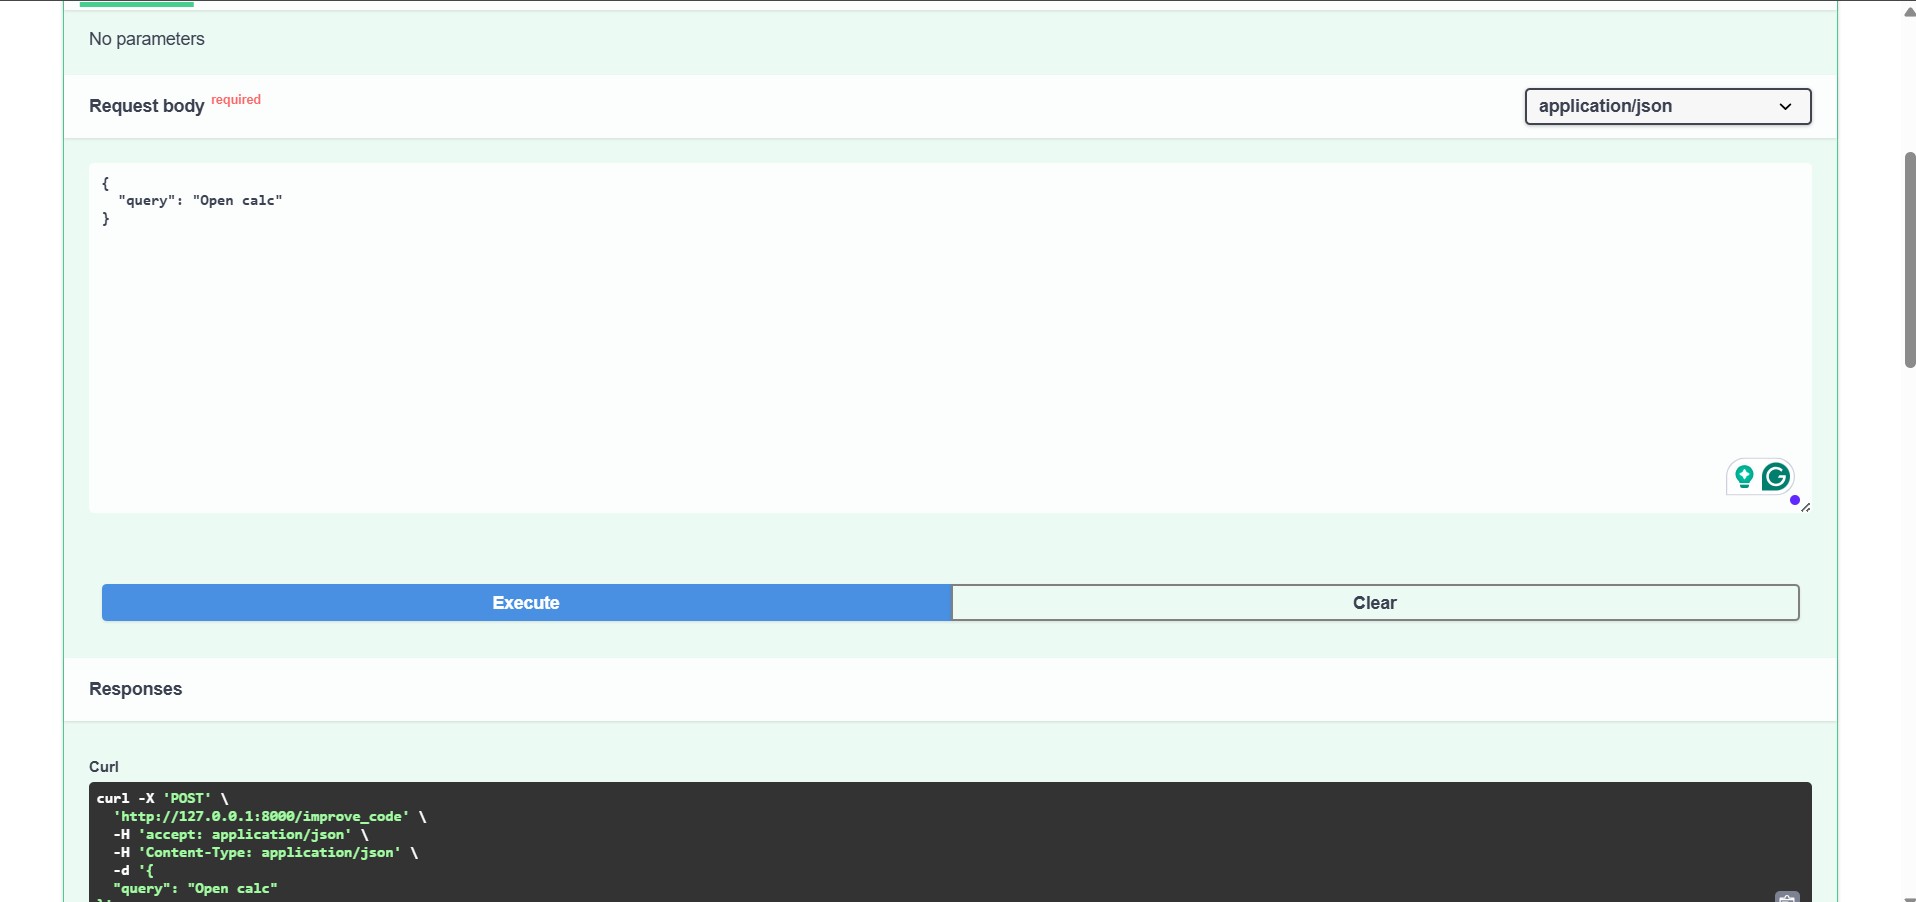 No parameters
Request body required
application/json
{
  "query": "Open calc"
}
Execute
Clear
Responses
Curl
curl -X 'POST' \
  'http://127.0.0.1:8000/improve_code' \
  -H 'accept: application/json' \
  -H 'Content-Type: application/json' \
  -d '{
  "query": "Open calc"
}'